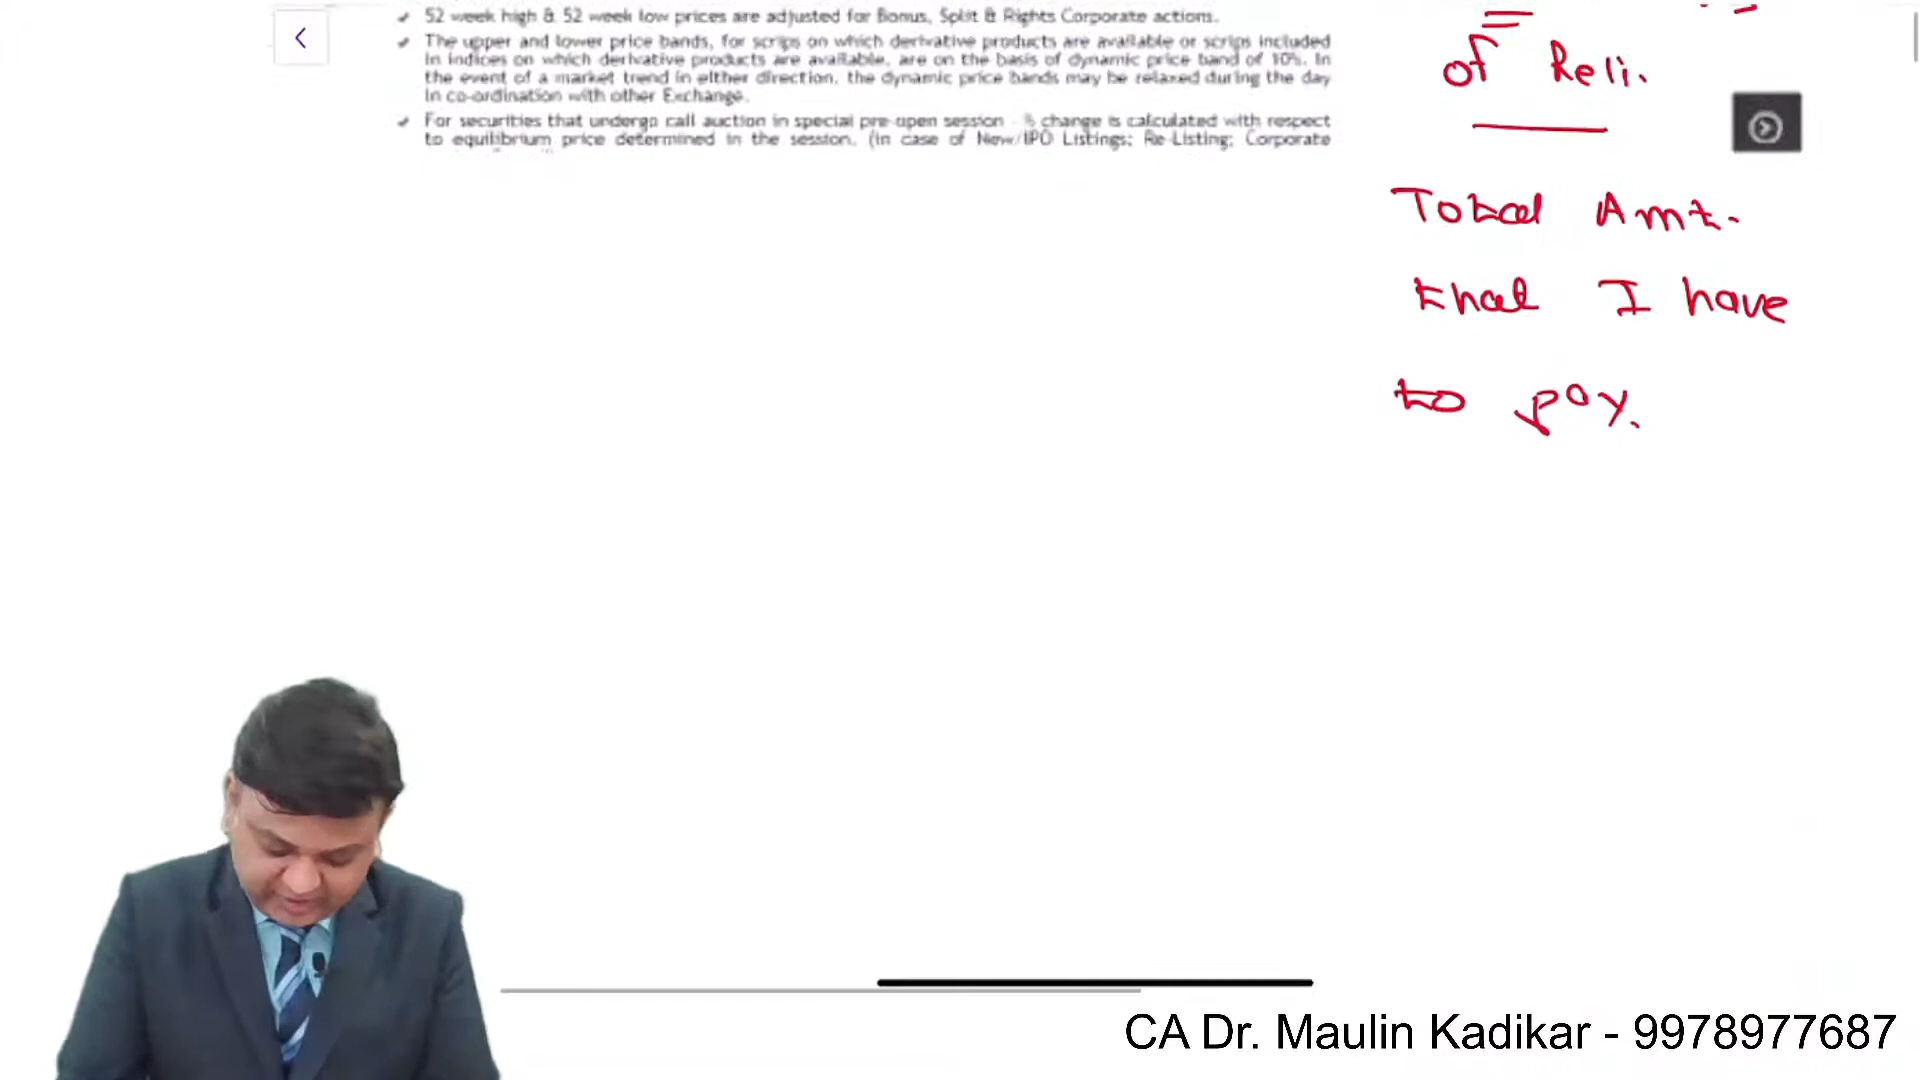 52 week high & 52 week low prices are adjusted for Bonus, Split & Rights Corporate actions.
The upper and lower price bands, for scrips on which derivative products are available or scrips included
in indices on which derivative products are available, are on the basis of dynamic price band of 10%. In
the event of a market trend in either direction, the dynamic price bands may be relaxed during the day
in co-ordination with other Exchange.
For securities that undergo call auction in special pre-open session - % change is calculated with respect
to equilibrium price determined in the session. (in case of New/IPO Listings; Re-Listing; Corporate
of Reli.
Total Amt.
that I have
to pay.
CA Dr. Maulin Kadikar - 9978977687